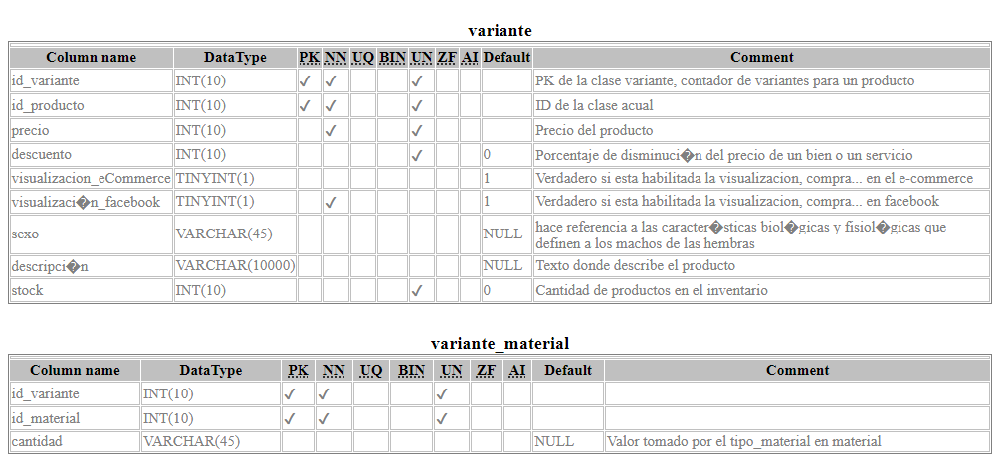 variante
Column name DataType PK NN UQ BIN UN ZF AI Default Comment
id_variante INT(10) ✓ ✓ ✓ PK de la clase variante, contador de variantes para un producto
id_producto INT(10) ✓ ✓ ✓ ID de la clase acual
precio INT(10) ✓ ✓ Precio del producto
descuento INT(10) ✓ 0 Porcentaje de disminuci�n del precio de un bien o un servicio
visualizacion_eCommerce TINYINT(1) 1 Verdadero si esta habilitada la visualizacion, compra... en el e-commerce
visualizaci�n_facebook TINYINT(1) ✓ 1 Verdadero si esta habilitada la visualizacion, compra... en facebook
sexo VARCHAR(45) NULL hace referencia a las caracter�sticas biol�gicas y fisiol�gicas que
definen a los machos de las hembras
descripci�n VARCHAR(10000) NULL Texto donde describe el producto
stock INT(10) ✓ 0 Cantidad de productos en el inventario
variante_material
Column name DataType PK NN UQ BIN UN ZF AI Default Comment
id_variante INT(10) ✓ ✓ ✓
id_material INT(10) ✓ ✓ ✓
cantidad VARCHAR(45) NULL Valor tomado por el tipo_material en material